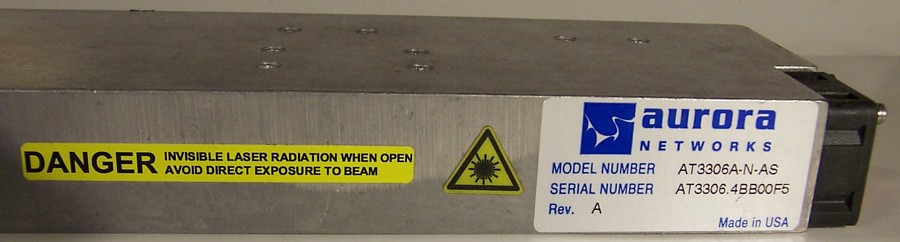 DANGER INVISIBLE LASER RADIATION WHEN OPEN
AVOID DIRECT EXPOSURE TO BEAM
aurora
NETWORKS
MODEL NUMBER AT3306A-N-AS
SERIAL NUMBER AT3306.4BB00F5
Rev. A
Made in USA